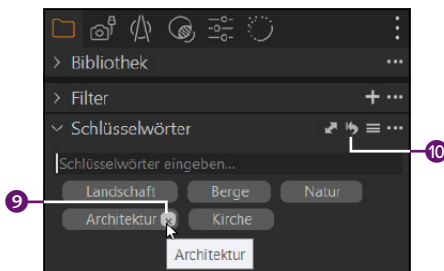 Bibliothek
Filter
Schlüsselwörter
10
Schlüsselwörter eingeben...
Landschaft Berge Natur
9
Architektur Kirche
Architektur